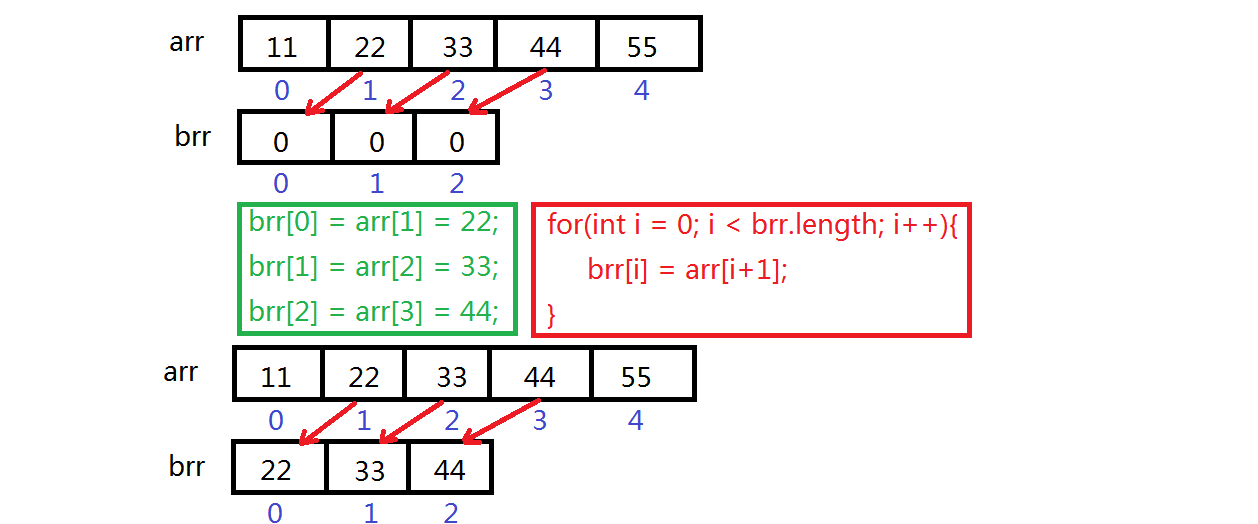 arr 11 22 33 44 55
0 1 2 3 4
brr 0 0 0
0 1 2
brr[0] = arr[1] = 22;
brr[1] = arr[2] = 33;
brr[2] = arr[3] = 44;
for(int i = 0; i < brr.length; i++){
brr[i] = arr[i+1];
}
arr 11 22 33 44 55
0 1 2 3 4
brr 22 33 44
0 1 2